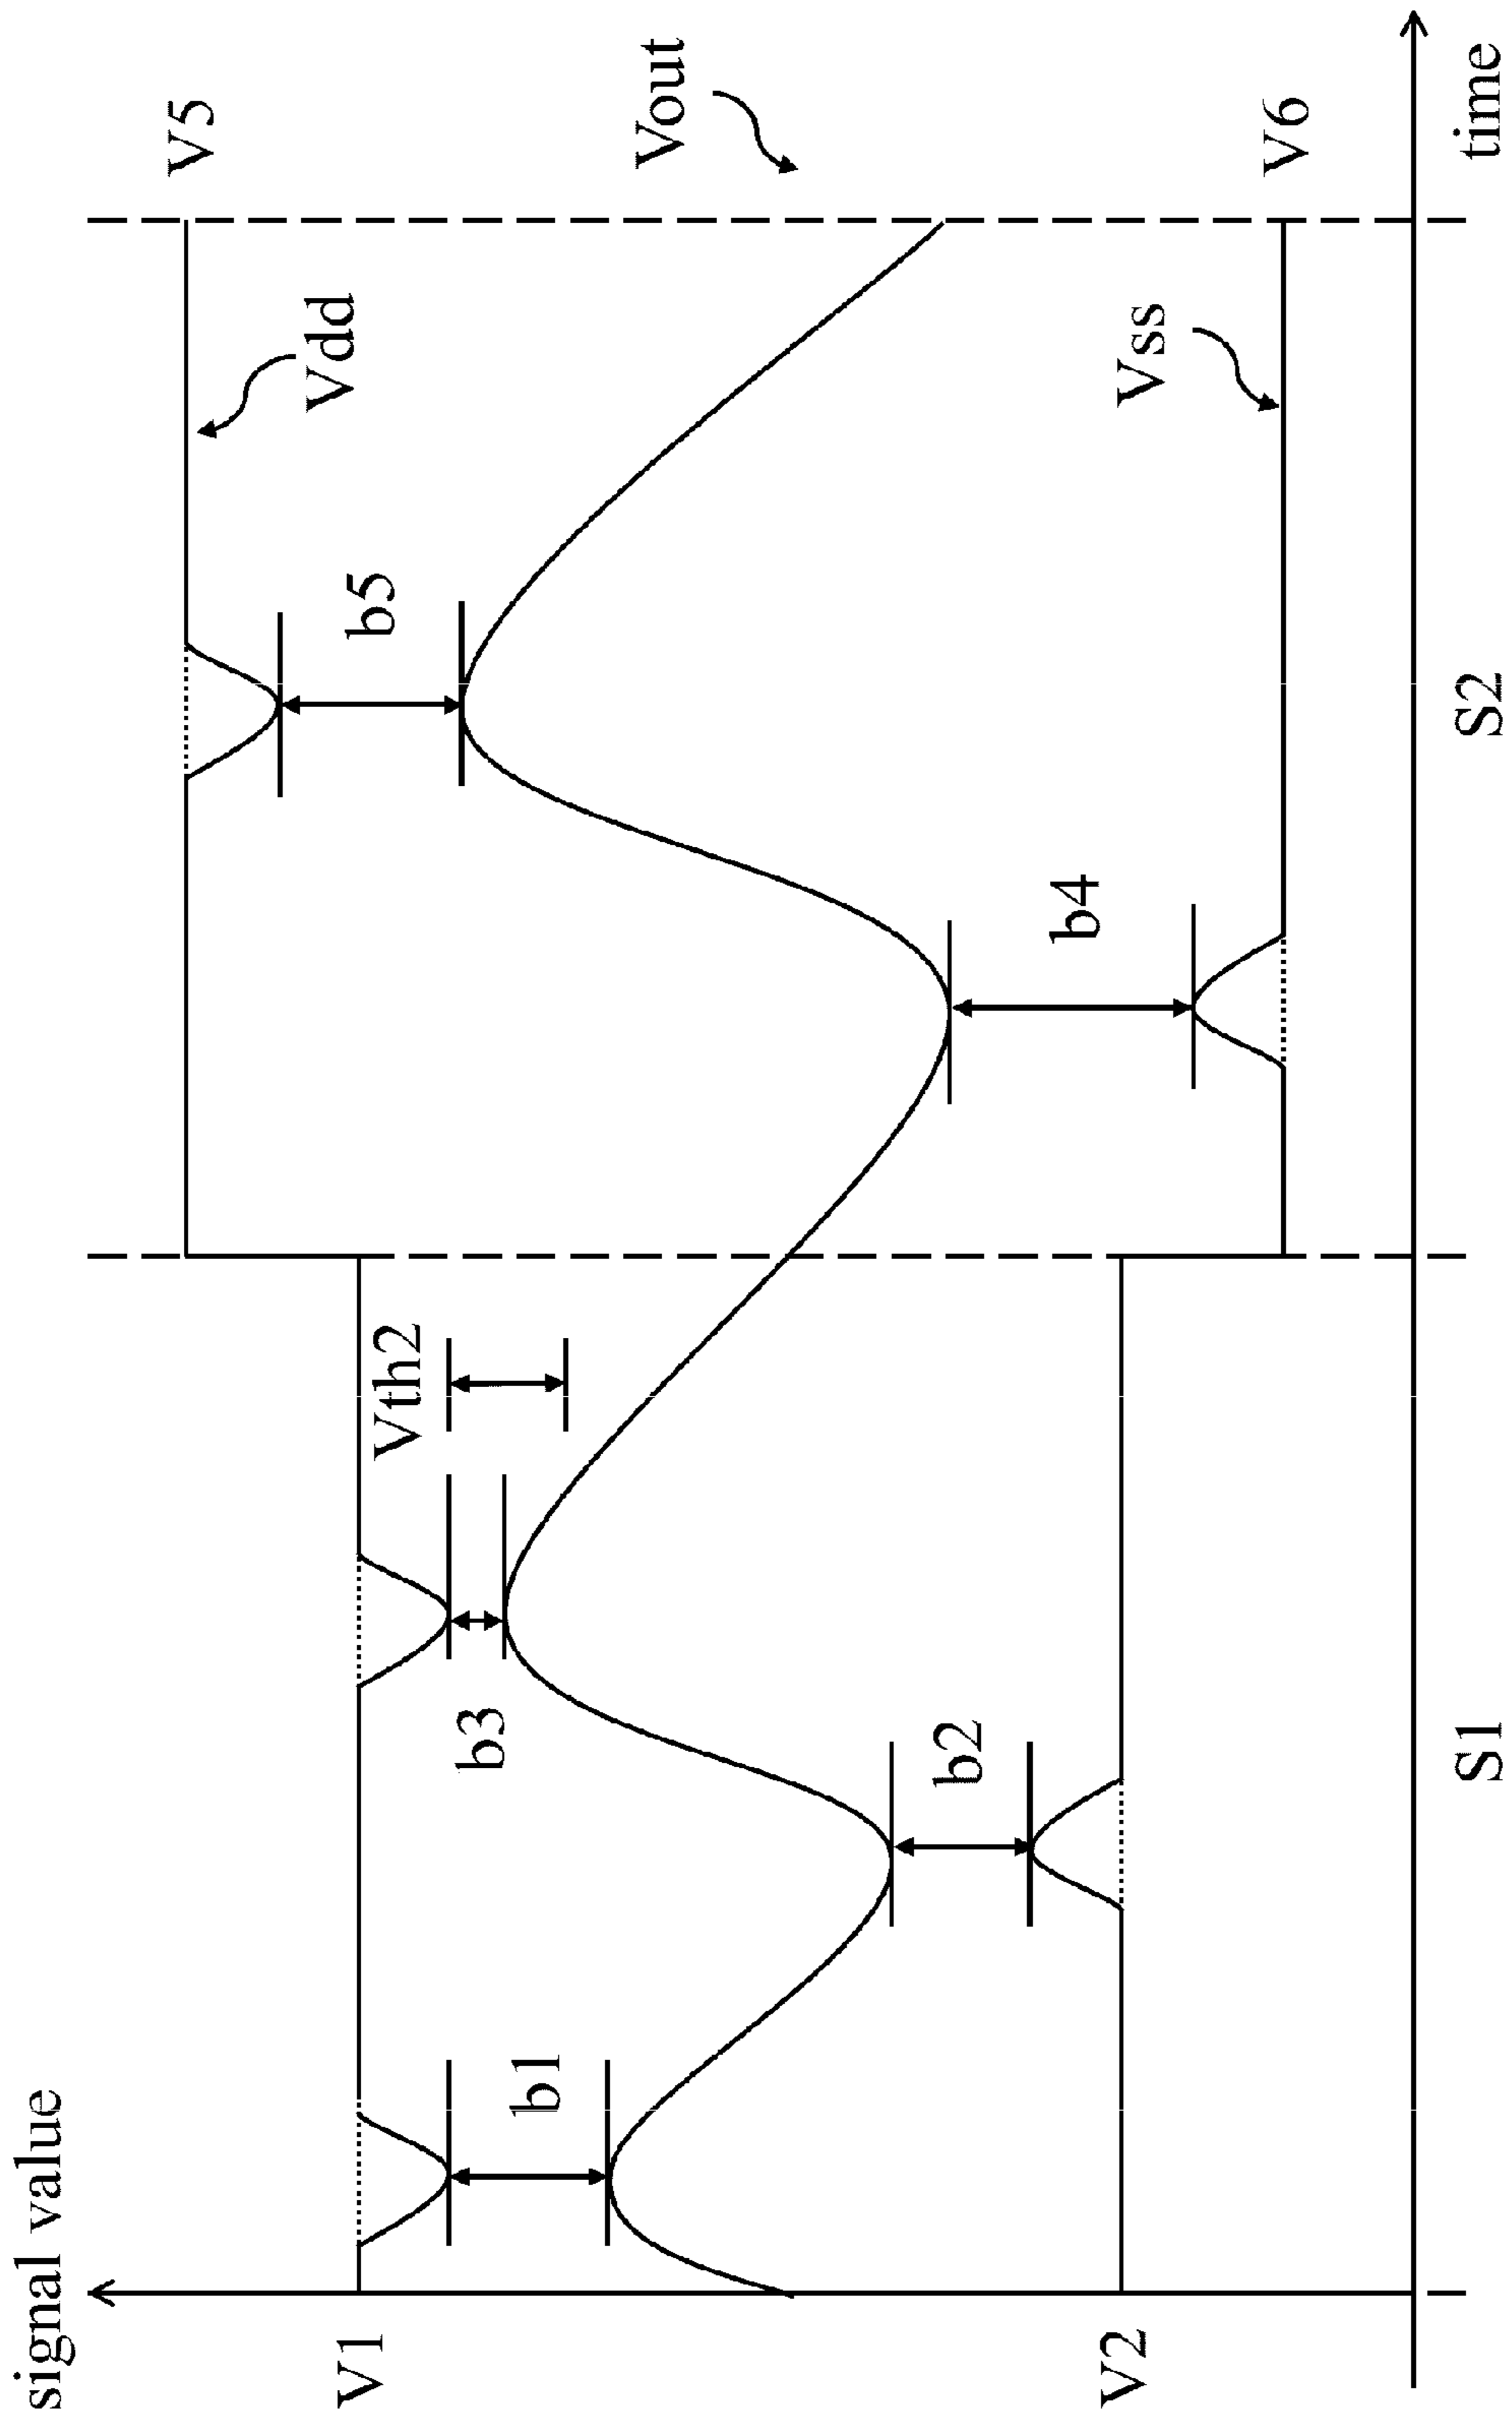 signal value
V1
V2
b1
b2
b3
Vth2
b4
b5
Vdd
Vss
V5
Vout
V6
S1
S2
time